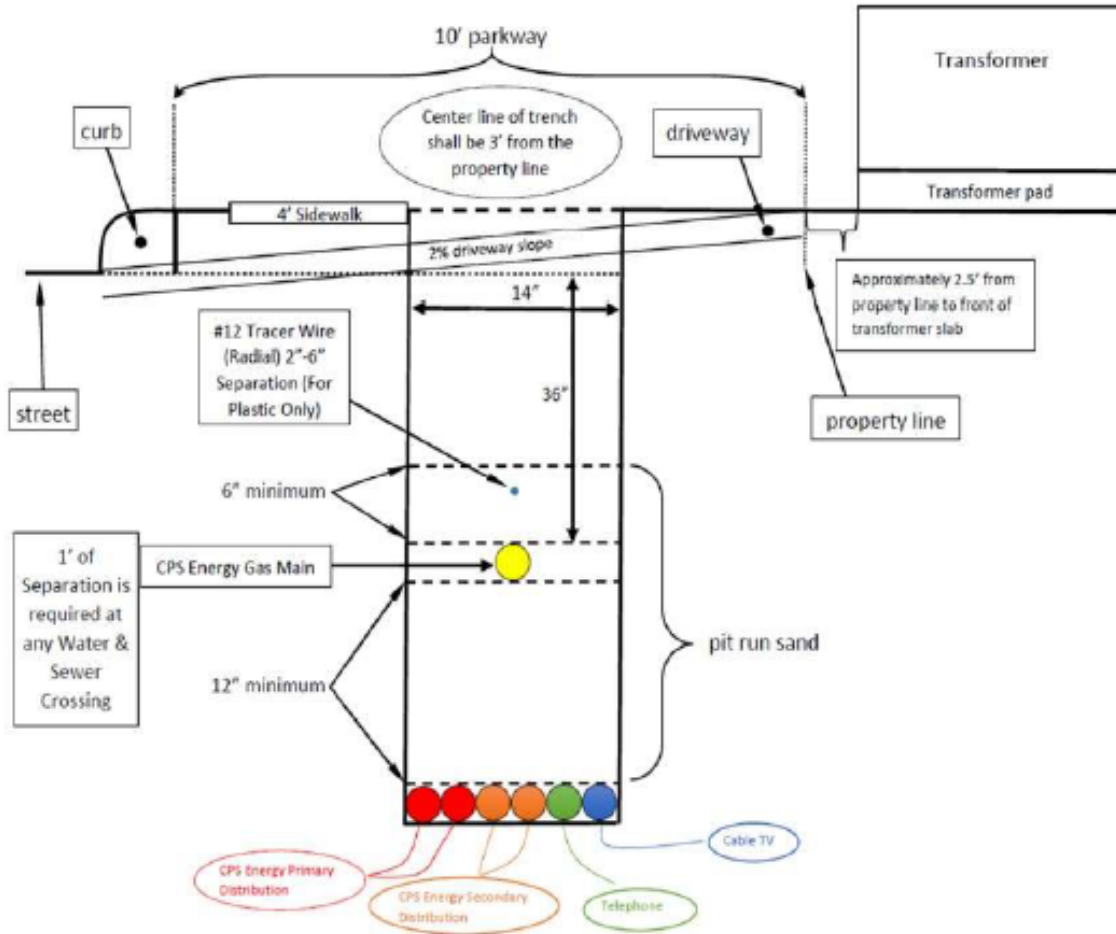 10' parkway
Transformer
curb
Center line of trench
shall be 3' from the
property line
driveway
Transformer pad
4' Sidewalk
2% driveway slope
Approximately 2.5' from
property line to front of
transformer slab
14"
#12 Tracer Wire
(Radial) 2"-6"
Separation (For
Plastic Only)
36"
street
property line
6" minimum
1' of
Separation is
required at
any Water &
Sewer
Crossing
CPS Energy Gas Main
pit run sand
12" minimum
Cable TV
CPS Energy Primary
Distribution
CPS Energy Secondary
Distribution
Telephone